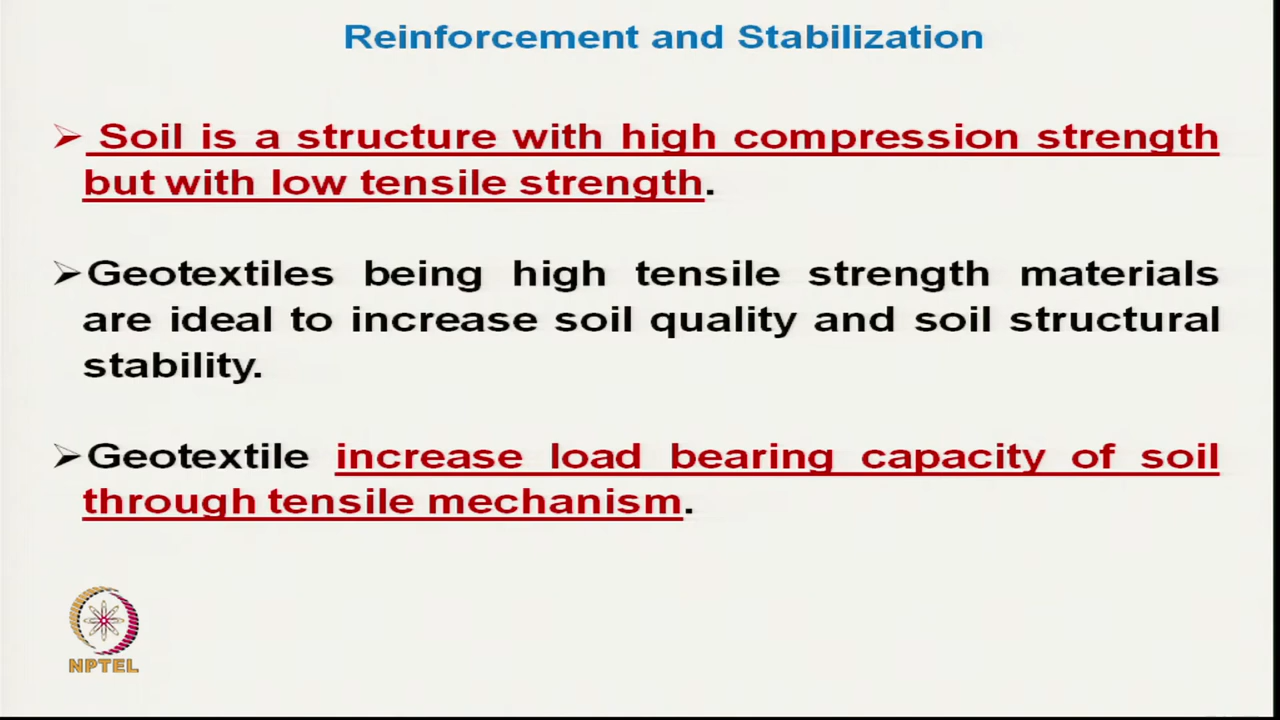 Reinforcement and Stabilization
➢ Soil is a structure with high compression strength
but with low tensile strength.
➢Geotextiles being high tensile strength materials
are ideal to increase soil quality and soil structural
stability.
➢Geotextile increase load bearing capacity of soil
through tensile mechanism.
NPTEL